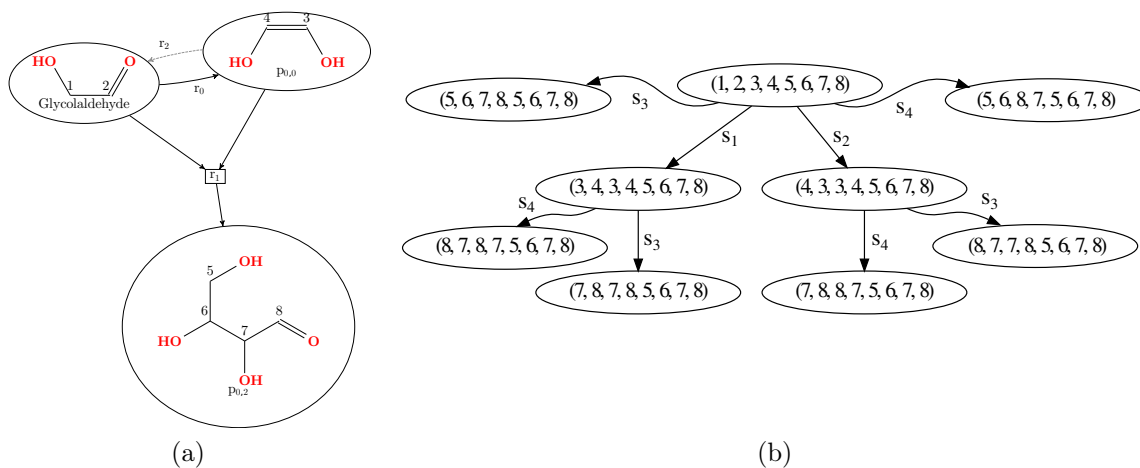 4 3
HO OH
p0,0
r2
HO O
1 2
Glycolaldehyde
r0
r1
5 OH
6 8
HO 7 O
OH
p0,2
(a)
(1, 2, 3, 4, 5, 6, 7, 8)
(5, 6, 7, 8, 5, 6, 7, 8)
s3
s4
(5, 6, 8, 7, 5, 6, 7, 8)
s1
s2
(3, 4, 3, 4, 5, 6, 7, 8)
(4, 3, 3, 4, 5, 6, 7, 8)
s4
s3
s4
s3
(8, 7, 8, 7, 5, 6, 7, 8)
(8, 7, 7, 8, 5, 6, 7, 8)
(7, 8, 7, 8, 5, 6, 7, 8)
(7, 8, 8, 7, 5, 6, 7, 8)
(b)